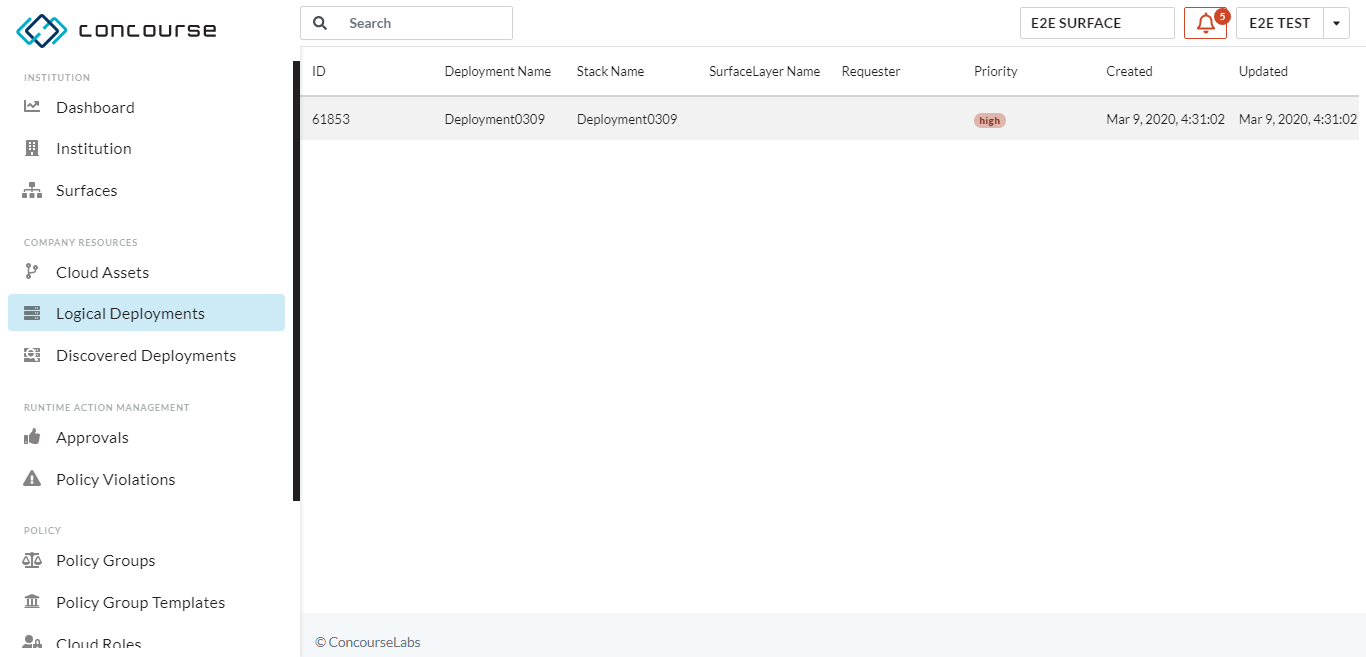 concourse
Search
E2E SURFACE
5
E2E TEST
INSTITUTION
Dashboard
Institution
Surfaces
COMPANY RESOURCES
Cloud Assets
Logical Deployments
Discovered Deployments
RUNTIME ACTION MANAGEMENT
Approvals
Policy Violations
POLICY
Policy Groups
Policy Group Templates
Cloud Roles
ID Deployment Name Stack Name SurfaceLayer Name Requester Priority Created Updated
61853 Deployment0309 Deployment0309 high Mar 9, 2020, 4:31:02 Mar 9, 2020, 4:31:02
© ConcourseLabs